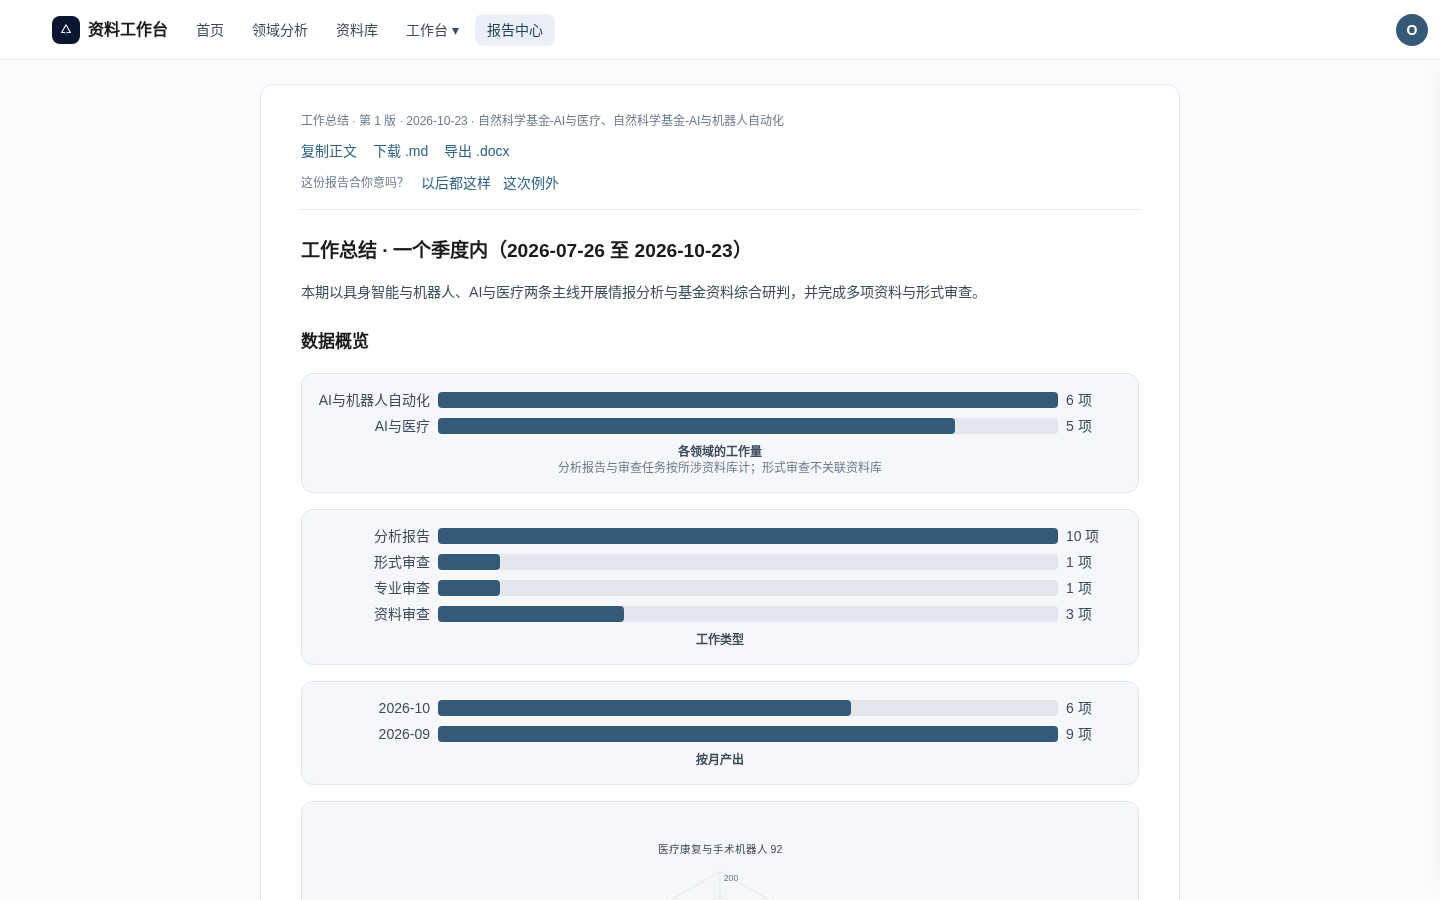 资料工作台 首页 领域分析 资料库 工作台 ▾ 报告中心 O
工作总结 · 第 1 版 · 2026-10-23 · 自然科学基金-AI与医疗、自然科学基金-AI与机器人自动化
复制正文 下载 .md 导出 .docx
这份报告合你意吗？ 以后都这样 这次例外
工作总结 · 一个季度内（2026-07-26 至 2026-10-23）
本期以具身智能与机器人、AI与医疗两条主线开展情报分析与基金资料综合研判，并完成多项资料与形式审查。
数据概览
AI与机器人自动化 6 项
AI与医疗 5 项
各领域的工作量
分析报告与审查任务按所涉资料库计；形式审查不关联资料库
分析报告 10 项
形式审查 1 项
专业审查 1 项
资料审查 3 项
工作类型
2026-10 6 项
2026-09 9 项
按月产出
医疗康复与手术机器人 92
200